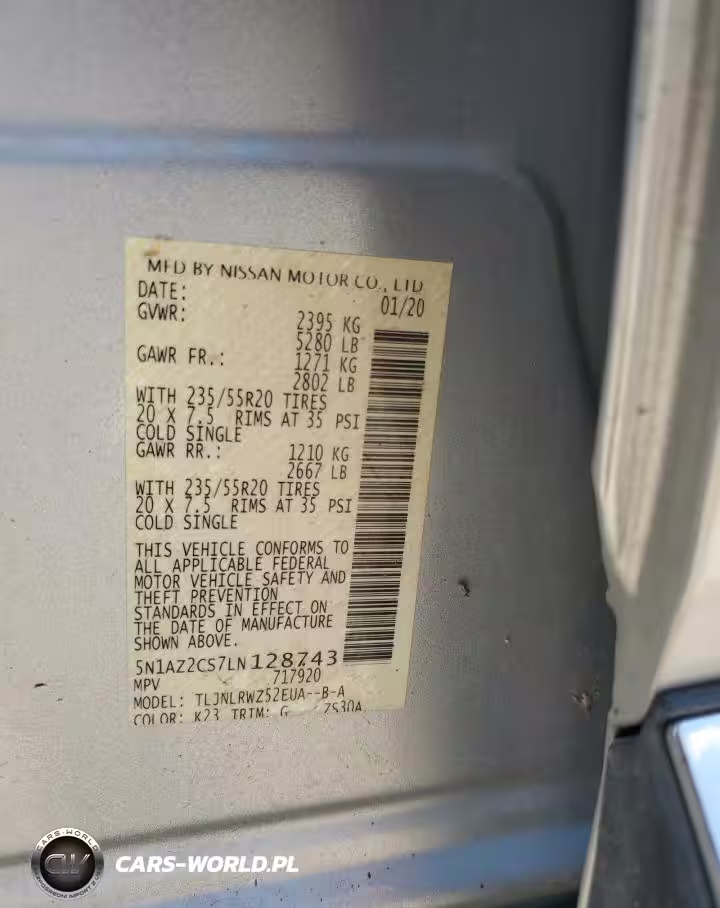 MFD BY NISSAN MOTOR CO., LTD
DATE: 01/20
GVWR: 2395 KG
5280 LB
GAWR FR.: 1271 KG
2802 LB
WITH 235/55R20 TIRES
20 X 7.5 RIMS AT 35 PSI
COLD SINGLE
GAWR RR.: 1210 KG
2667 LB
WITH 235/55R20 TIRES
20 X 7.5 RIMS AT 35 PSI
COLD SINGLE
THIS VEHICLE CONFORMS TO
ALL APPLICABLE FEDERAL
MOTOR VEHICLE SAFETY AND
THEFT PREVENTION
STANDARDS IN EFFECT ON
THE DATE OF MANUFACTURE
SHOWN ABOVE.
5N1AZ2CS7LN128743
MPV 717920
MODEL: TLJNLRWZ52EUA--B-A
COLOR: K23 TRIM: G ZS30A
CARS-WORLD
CW
CARS-WORLD.PL